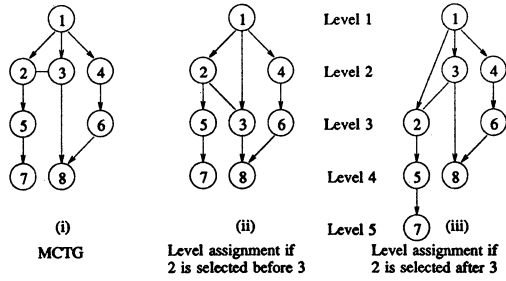 1
2 3 4
5 6
7 8
(i)
MCTG
1
2 4
5 3 6
7 8
(ii)
Level assignment if
2 is selected before 3
Level 1
Level 2
Level 3
Level 4
Level 5
1
3 4
2 6
5 8
7
(iii)
Level assignment if
2 is selected after 3